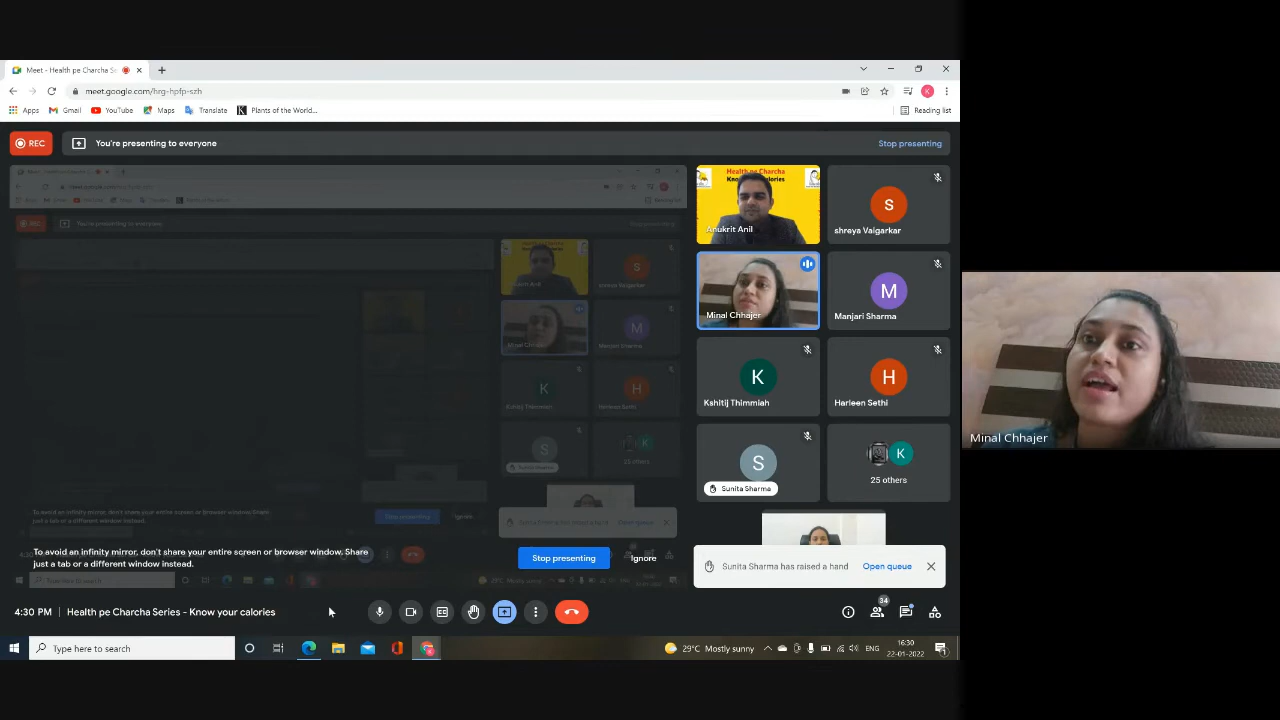 Meet - Health pe Charcha Se
meet.google.com/hrg-hpfp-szh
Apps
Gmail
YouTube
Maps
Translate
Plants of the World...
Reading list
REC
You're presenting to everyone
Stop presenting
Health pe Charcha
Anukrit Anil
shreya Vaigarkar
Minal Chhajer
Manjari Sharma
K
Kshitij Thimmiah
H
Harleen Sethi
S
Sunita Sharma
K
25 others
S
M
To avoid an infinity mirror, don't share your entire screen or browser window. Share
just a tab or a different window instead.
Stop presenting
Ignore
Sunita Sharma has raised a hand
Open queue
4:30 PM
Health pe Charcha Series - Know your calories
34
Type here to search
29°C Mostly sunny
ENG
16:30
22-01-2022
Minal Chhajer